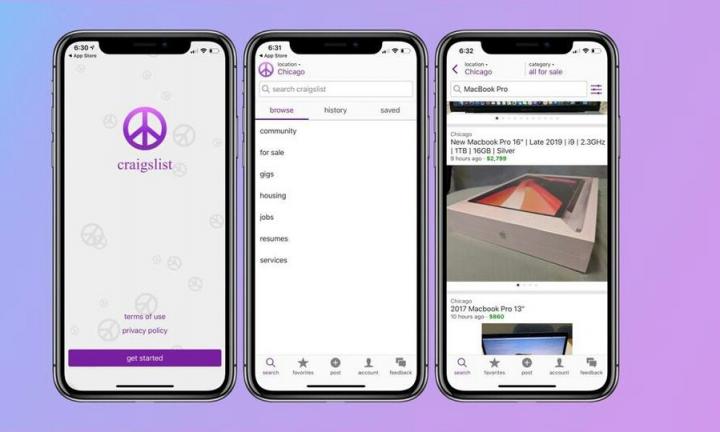 6:30
App Store
craigslist
terms of use
privacy policy
get started
6:31
App Store
location
Chicago
search craigslist
browse history saved
community
for sale
gigs
housing
jobs
resumes
services
search favorites post account feedback
6:32
location category
Chicago all for sale
MacBook Pro
Chicago
New Macbook Pro 16" | Late 2019 | i9 | 2.3GHz
| 1TB | 16GB | Silver
9 hours ago - $2,799
Chicago
2017 Macbook Pro 13"
10 hours ago - $860
search favorites post account feedback